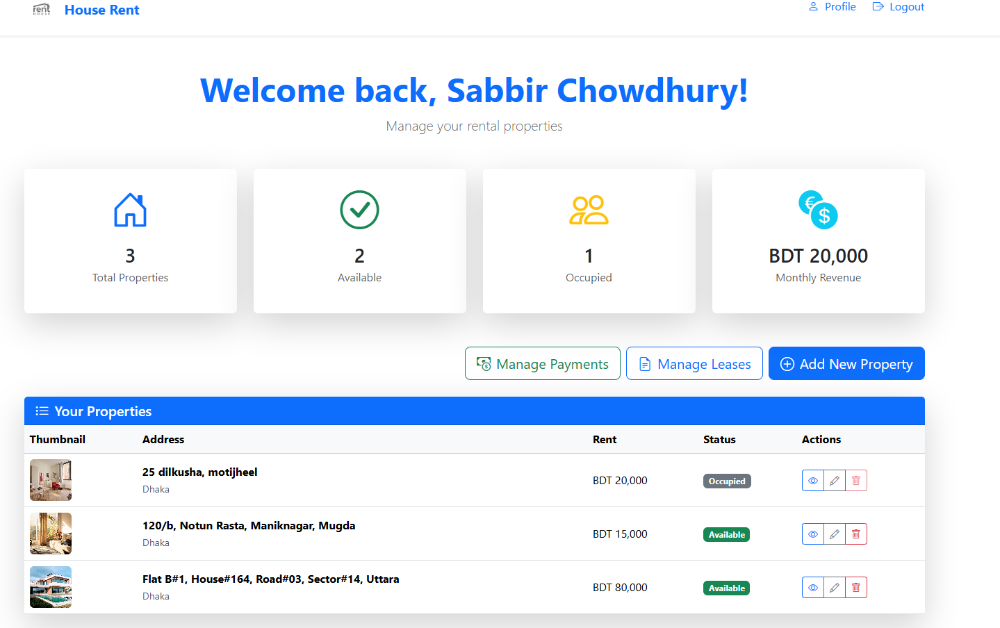 rent
HOUSE
House Rent
Profile
Logout
Welcome back, Sabbir Chowdhury!
Manage your rental properties
3
Total Properties
2
Available
1
Occupied
€
$
BDT 20,000
Monthly Revenue
Manage Payments
Manage Leases
Add New Property
Your Properties
Thumbnail Address Rent Status Actions
25 dilkusha, motijheel
Dhaka
BDT 20,000
Occupied
120/b, Notun Rasta, Maniknagar, Mugda
Dhaka
BDT 15,000
Available
Flat B#1, House#164, Road#03, Sector#14, Uttara
Dhaka
BDT 80,000
Available